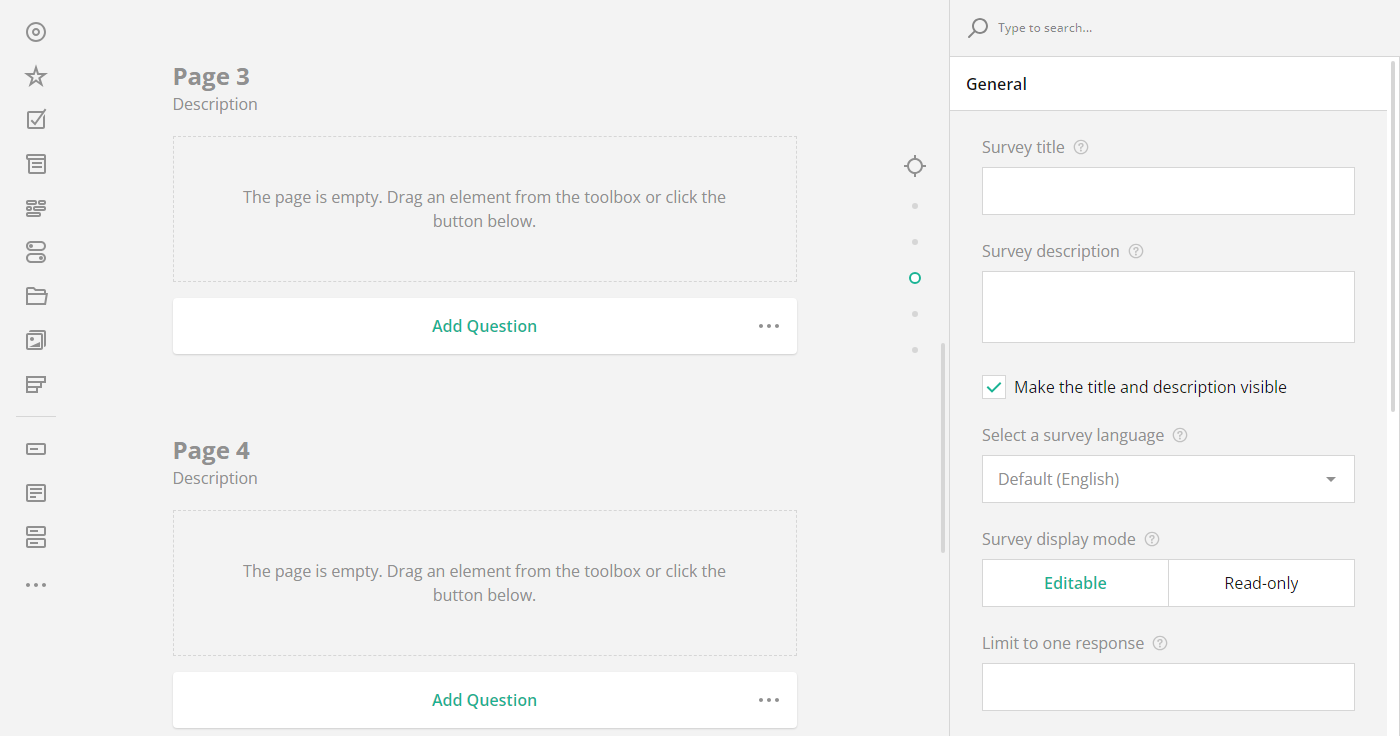 Page 3
Description
The page is empty. Drag an element from the toolbox or click the
button below.
Add Question
Page 4
Description
The page is empty. Drag an element from the toolbox or click the
button below.
Add Question
Type to search...
General
Survey title
Survey description
Make the title and description visible
Select a survey language
Default (English)
Survey display mode
Editable
Read-only
Limit to one response